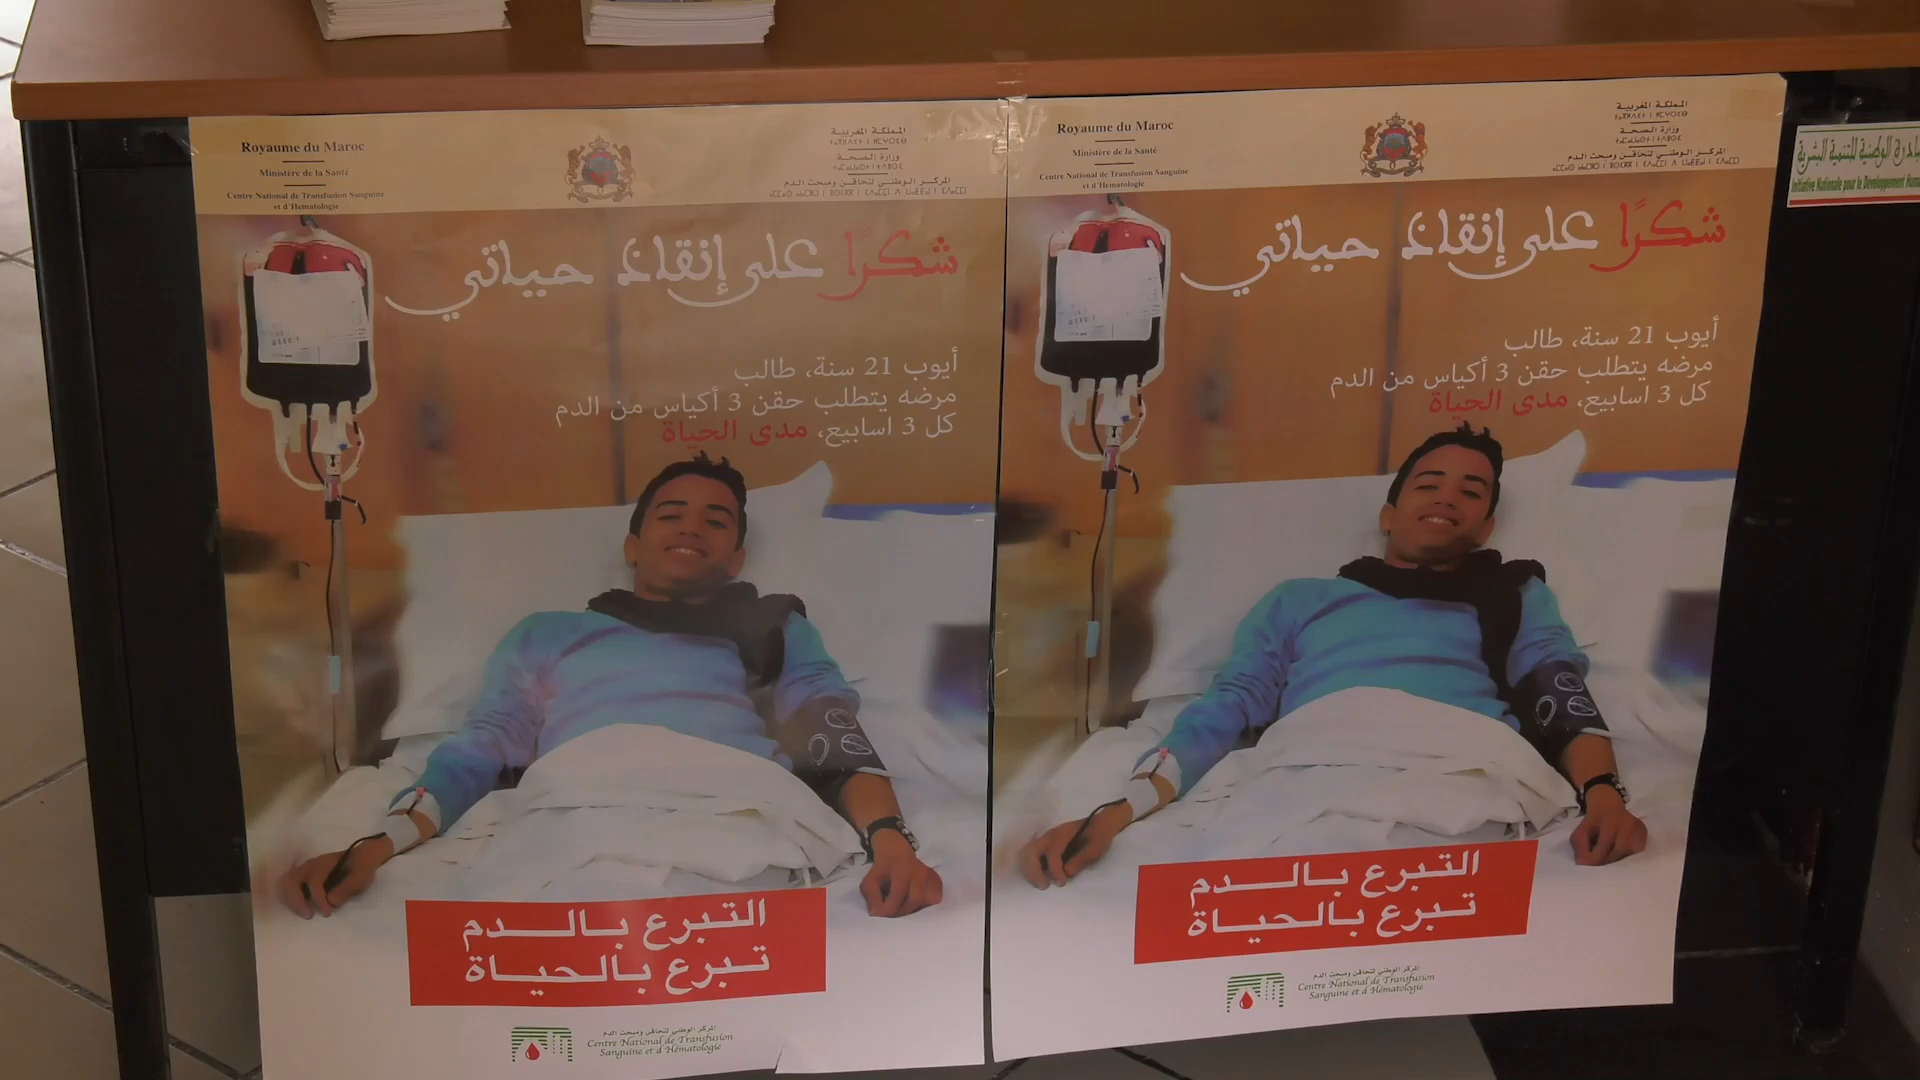 Royaume du Maroc
Ministère de la Santé
Centre National de Transfusion Sanguine
et d'Hematologie
المملكة المغربية
وزارة الصحة
المركز الوطني لتحاقن ومبحث الدم
شكرًا على إنقاذ حياتي
أيوب 21 سنة، طالب
مرضه يتطلب حقن 3 أكياس من الدم
كل 3 اسابيع، مدى الحياة
التبرع بالدم
تبرع بالحياة
المركز الوطني لتحاقن ومبحث الدم
Centre National de Transfusion
Sanguine et d'Hématologie
Royaume du Maroc
Ministère de la Santé
Centre National de Transfusion Sanguine
et d'Hematologie
المملكة المغربية
وزارة الصحة
المركز الوطني لتحاقن ومبحث الدم
شكرًا على إنقاذ حياتي
أيوب 21 سنة، طالب
مرضه يتطلب حقن 3 أكياس من الدم
كل 3 اسابيع، مدى الحياة
التبرع بالدم
تبرع بالحياة
المركز الوطني لتحاقن ومبحث الدم
Centre National de Transfusion
Sanguine et d'Hématologie
الوطنية للتنمية البشرية
Initiative Nationale pour le Developpement